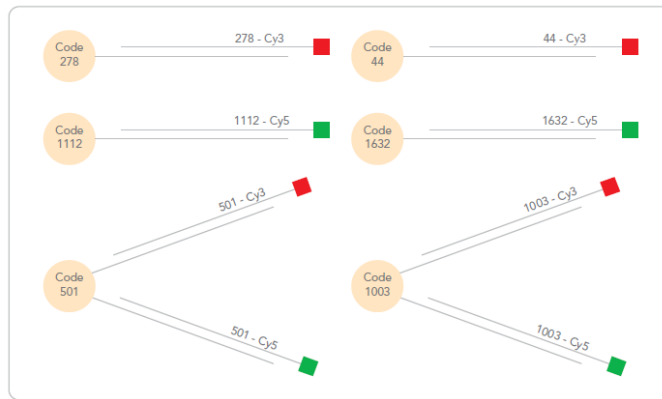 278 - Cy3
Code
278
44 - Cy3
Code
44
1112 - Cy5
Code
1112
1632 - Cy5
Code
1632
501 - Cy3
Code
501
501 - Cy5
1003 - Cy3
Code
1003
1003 - Cy5